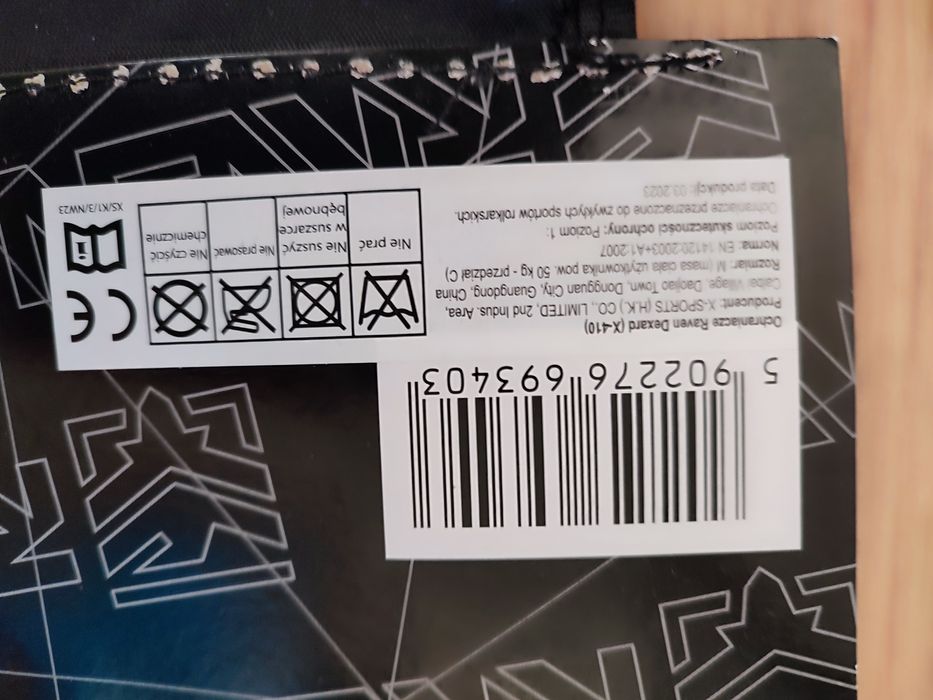 5 902276 693403
Ochraniacze Raven Dexard (X-410)
Producent: X-SPORTS (H.K.) CO., LIMITED, 2nd Indus. Area,
Caibai Village, Daojiao Town, Dongguan City, Guangdong, China
Rozmiar: M (masa ciała użytkownika pow. 50 kg - przedział C)
Norma: EN 14120:2003+A1:2007
Poziom skuteczności ochrony: Poziom 1:
Ochraniacze przeznaczone do zwykłych sportów rolkarskich.
Data produkcji: 03.2023
Nie prać
Nie suszyć
w suszarce
bębnowej
Nie prasować
Nie czyścić
chemicznie
CE
i
XS/K1/3/NW23